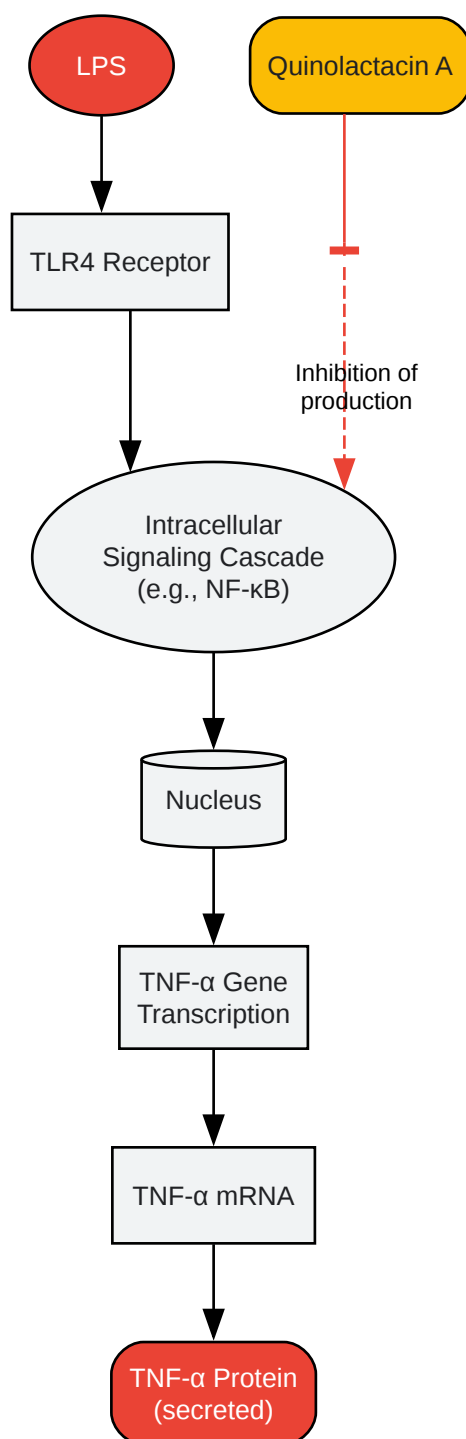 LPS
Quinolactacin A
TLR4 Receptor
Inhibition of
production
Intracellular
Signaling Cascade
(e.g., NF-κB)
Nucleus
TNF-α Gene
Transcription
TNF-α mRNA
TNF-α Protein
(secreted)